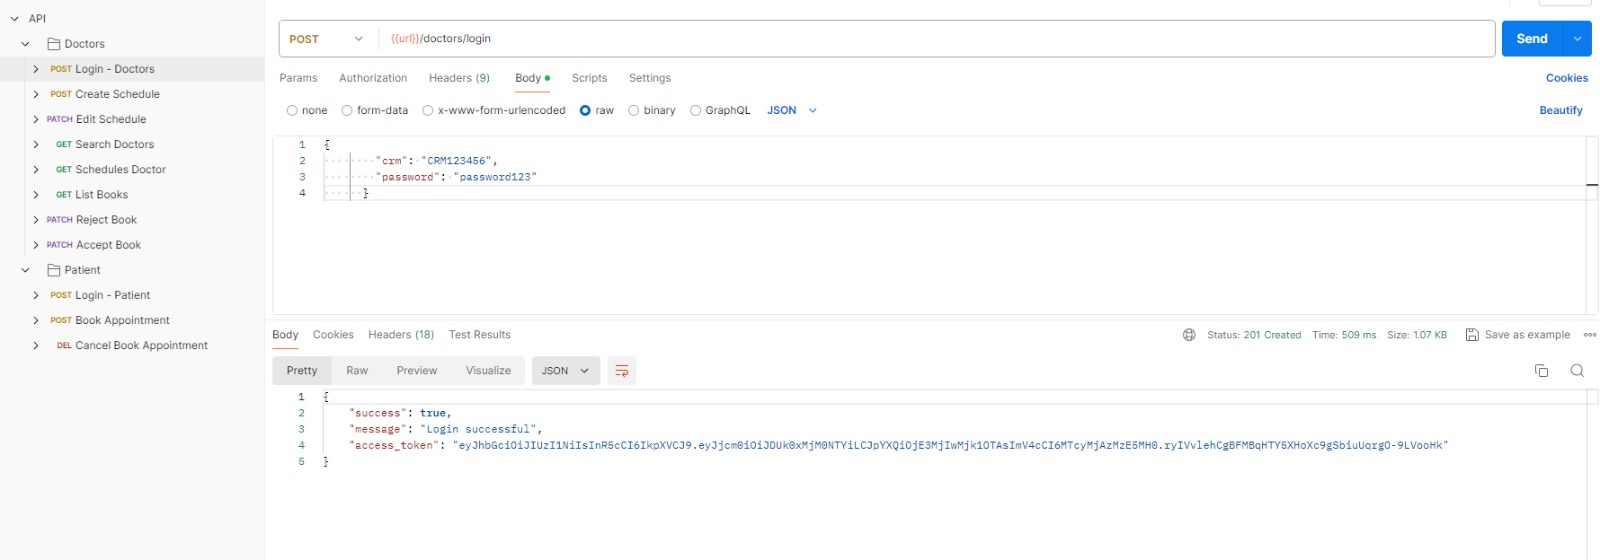 API
Doctors
POST Login - Doctors
POST Create Schedule
PATCH Edit Schedule
GET Search Doctors
GET Schedules Doctor
GET List Books
PATCH Reject Book
PATCH Accept Book
Patient
POST Login - Patient
POST Book Appointment
DEL Cancel Book Appointment
POST {{url}}/doctors/login Send
Params Authorization Headers (9) Body Scripts Settings Cookies
none form-data x-www-form-urlencoded raw binary GraphQL JSON Beautify
1 {
2 "crm": "CRM123456",
3 "password": "password123"
4 }
Body Cookies Headers (18) Test Results Status: 201 Created Time: 509 ms Size: 1.07 KB Save as example
Pretty Raw Preview Visualize JSON
1 {
2 "success": true,
3 "message": "Login successful",
4 "access_token": "eyJhbGciOiJIUzI1NiIsInR5cCI6IkpXVCJ9.eyJjcm0iOiJDUk0xMjM0NTYiLCJpYXQiOjE3MjIwMjk1OTAsImV4cCI6MTcyMjAzMzE5MH0.ryIVvlehCgBFMBqHTY5XHoXc9gSbiuUqrgO-9LVooHk"
5 }